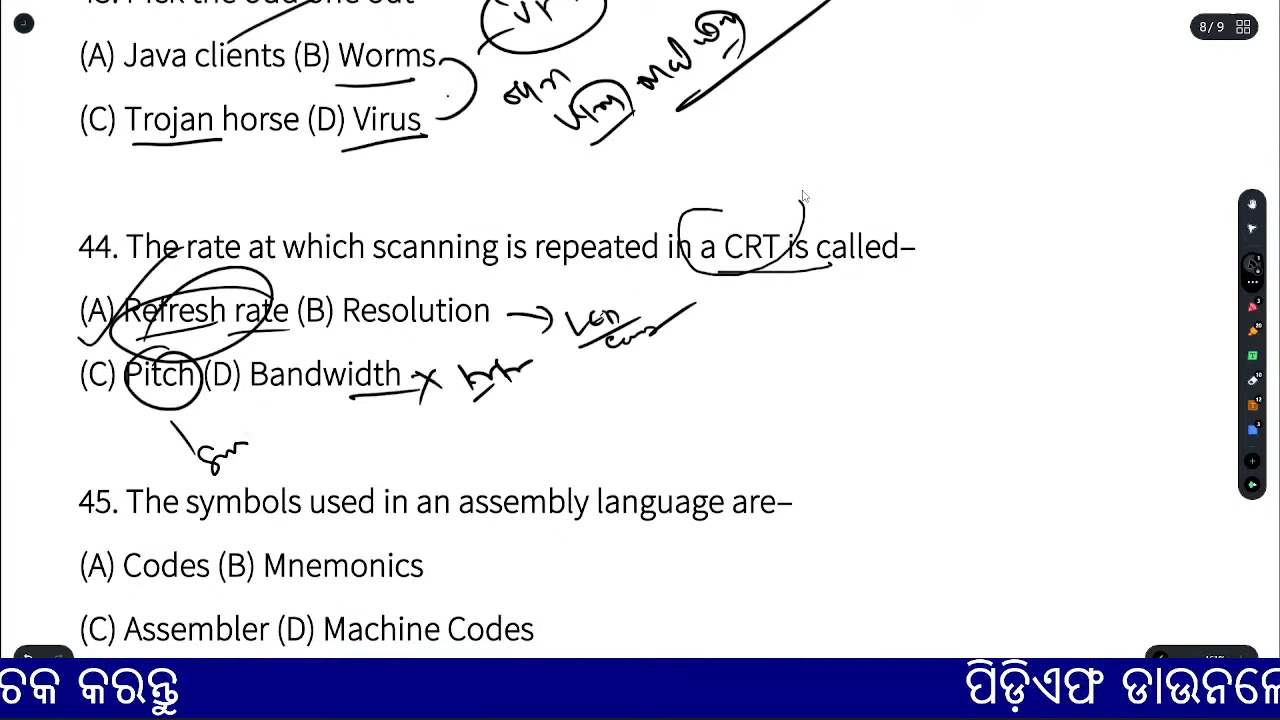 8/9
(A) Java clients (B) Worms
(C) Trojan horse (D) Virus
44. The rate at which scanning is repeated in a CRT is called–
(A) Refresh rate (B) Resolution
(C) Pitch (D) Bandwidth
45. The symbols used in an assembly language are–
(A) Codes (B) Mnemonics
(C) Assembler (D) Machine Codes
ଚକ କରନ୍ତୁ ପିଡ଼ିଏଫ ଡାଉନଲେ